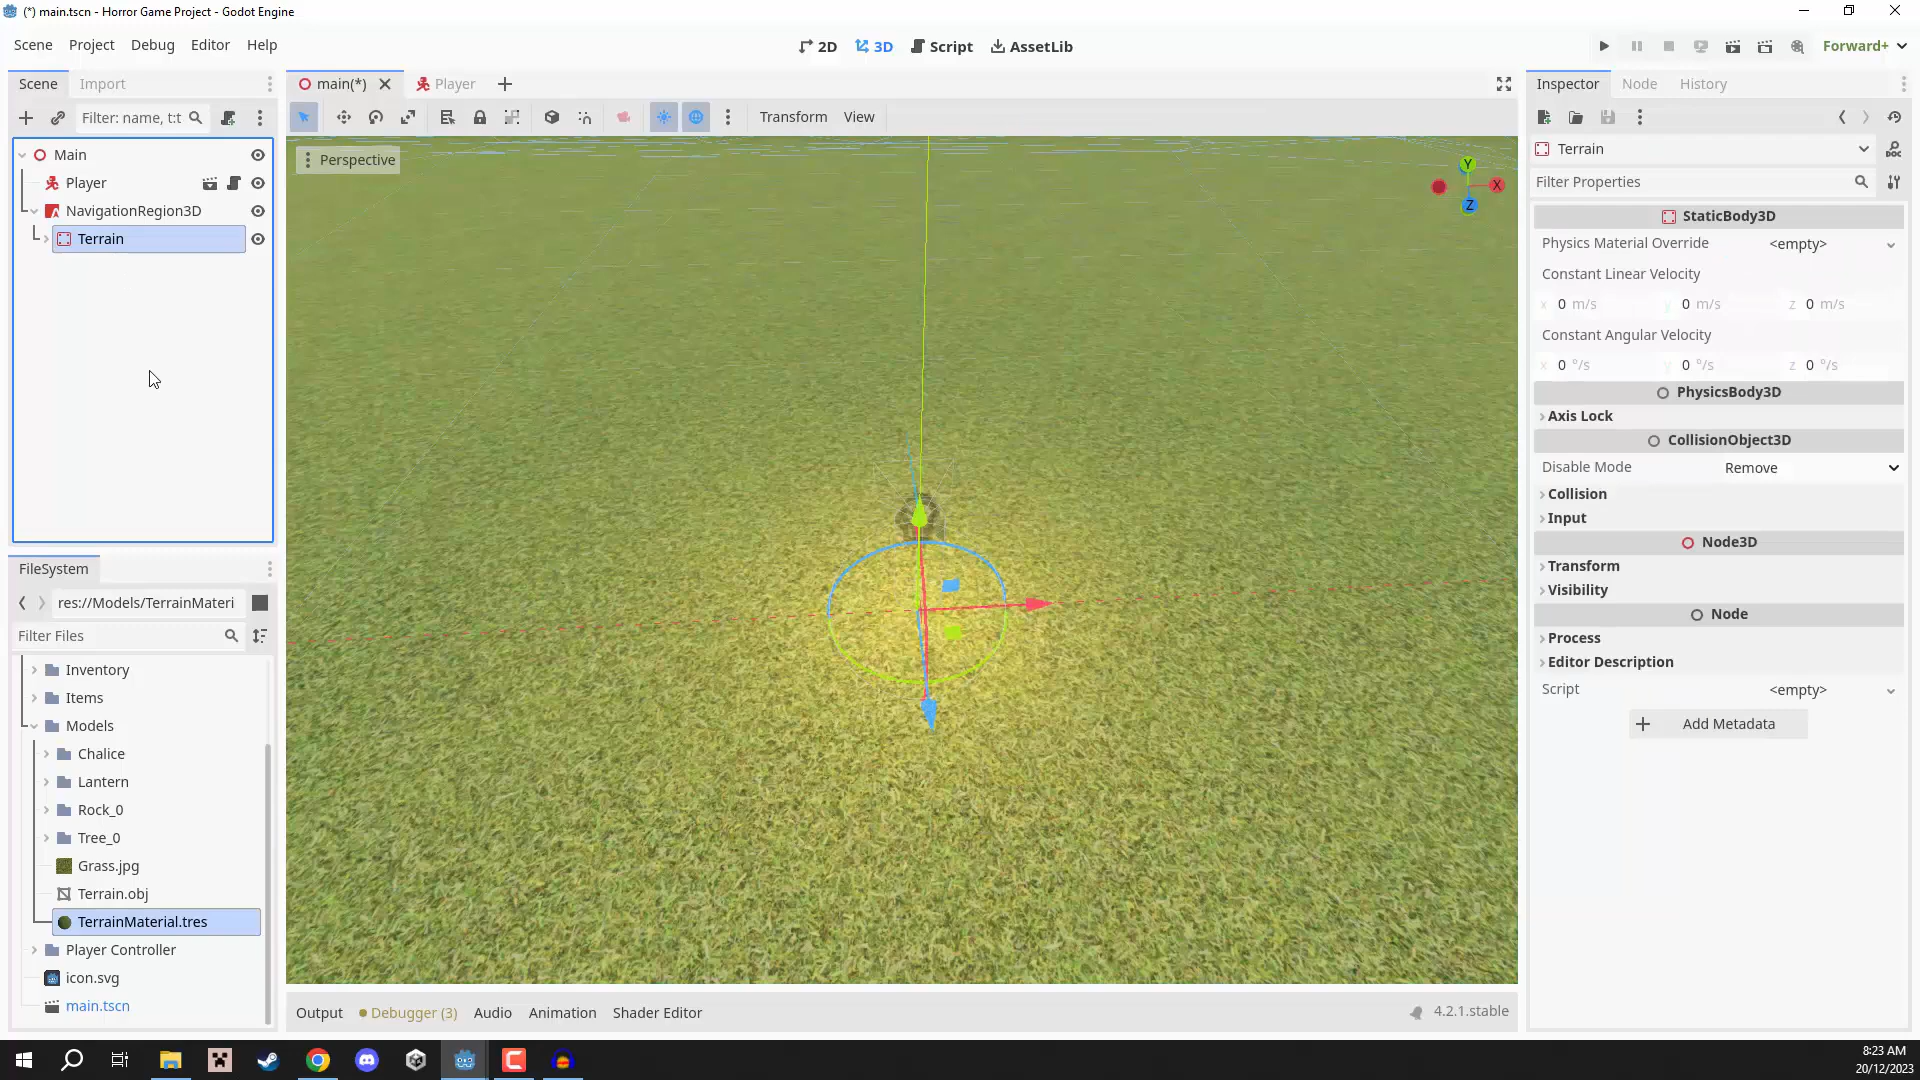 (*) main.tscn - Horror Game Project - Godot Engine
Scene Project Debug Editor Help
2D 3D Script AssetLib
Forward+
Scene Import
main(*) Player
Inspector Node History
Filter: name, t:t
Transform View
Main
Player
NavigationRegion3D
Terrain
Perspective
Y
X
Z
Terrain
Filter Properties
StaticBody3D
Physics Material Override <empty>
Constant Linear Velocity
x 0 m/s y 0 m/s z 0 m/s
Constant Angular Velocity
x 0 °/s y 0 °/s z 0 °/s
PhysicsBody3D
Axis Lock
CollisionObject3D
Disable Mode Remove
Collision
Input
Node3D
Transform
Visibility
Node
Process
Editor Description
Script <empty>
Add Metadata
FileSystem
res://Models/TerrainMateri
Filter Files
Inventory
Items
Models
Chalice
Lantern
Rock_0
Tree_0
Grass.jpg
Terrain.obj
TerrainMaterial.tres
Player Controller
icon.svg
main.tscn
Output Debugger (3) Audio Animation Shader Editor
4.2.1.stable
8:23 AM
20/12/2023